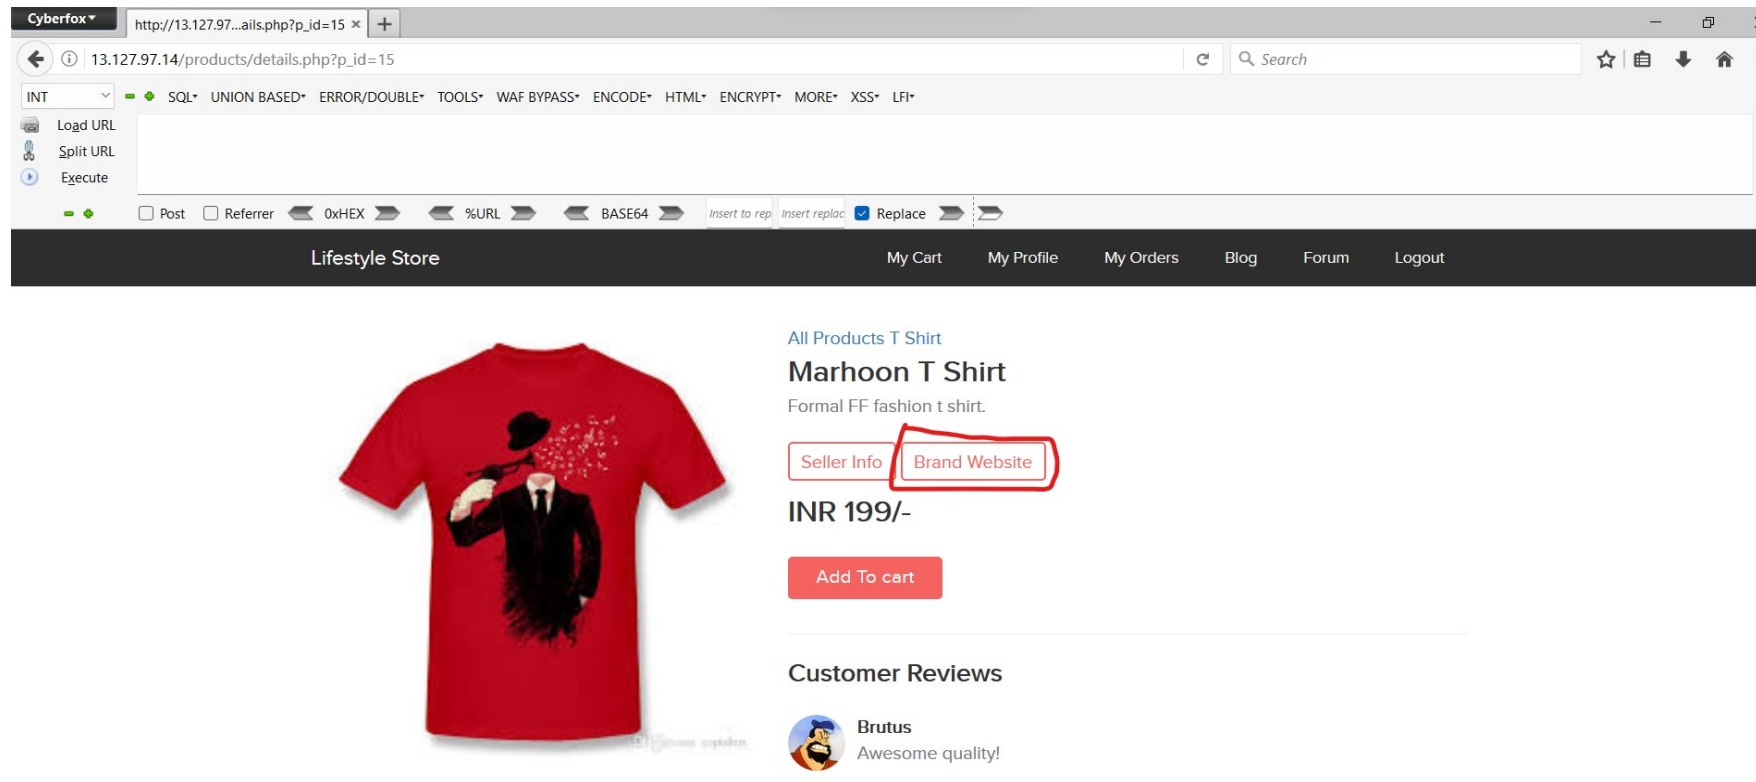 Cyberfox
http://13.127.97...ails.php?p_id=15 × +
13.127.97.14/products/details.php?p_id=15 Search
INT SQL UNION BASED ERROR/DOUBLE TOOLS WAF BYPASS ENCODE HTML ENCRYPT MORE XSS LFI
Load URL
Split URL
Execute
Post Referrer 0xHEX %URL BASE64 Insert to rep Insert replac Replace
Lifestyle Store My Cart My Profile My Orders Blog Forum Logout
All Products T Shirt
Marhoon T Shirt
Formal FF fashion t shirt.
Seller Info Brand Website
INR 199/-
Add To cart
Customer Reviews
Brutus
Awesome quality!